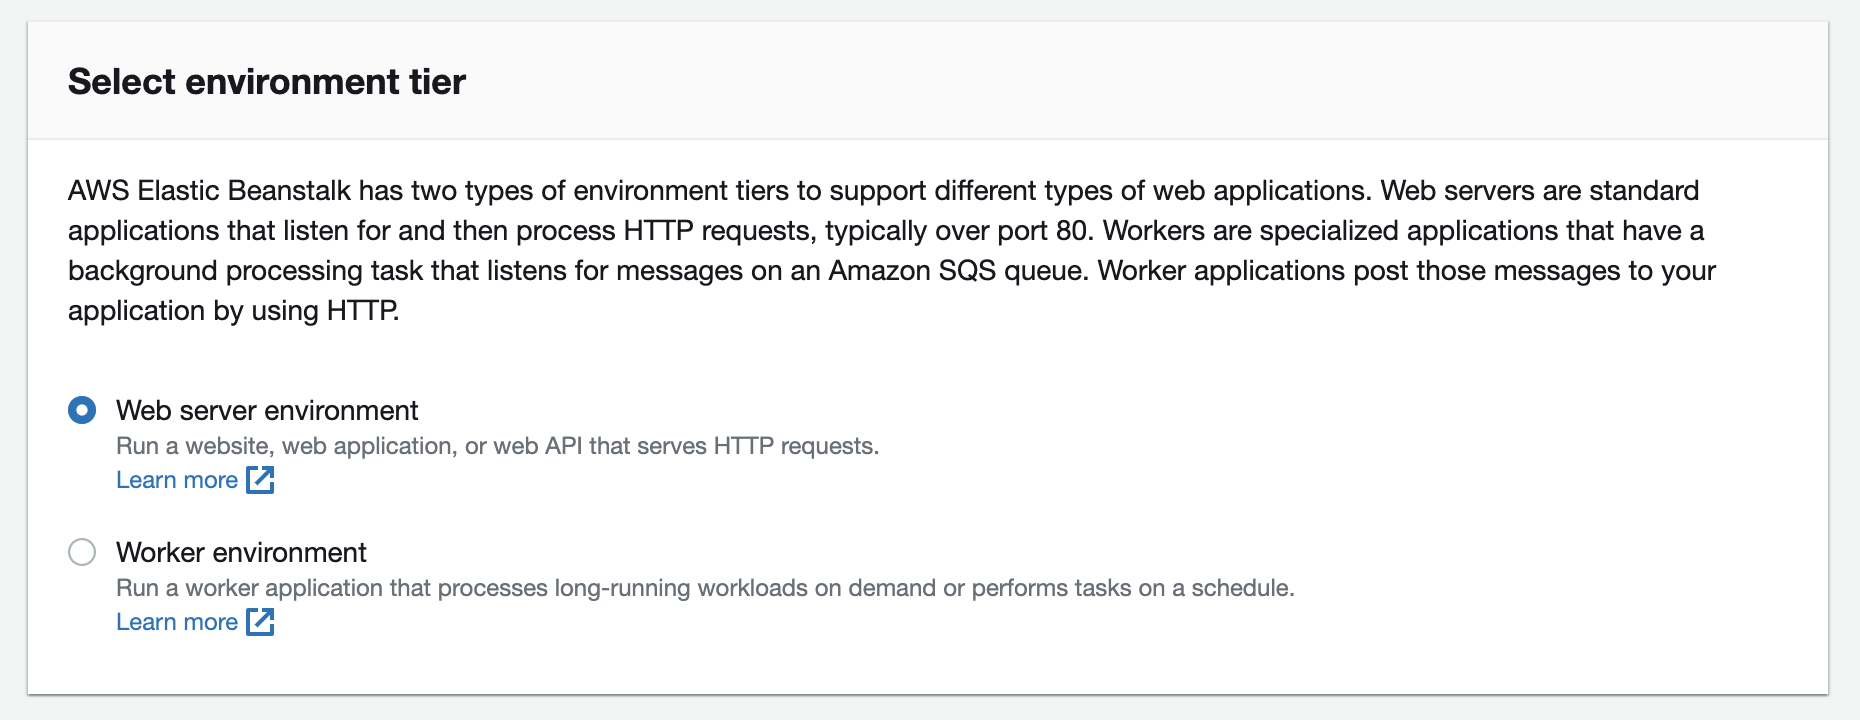 Select environment tier
AWS Elastic Beanstalk has two types of environment tiers to support different types of web applications. Web servers are standard
applications that listen for and then process HTTP requests, typically over port 80. Workers are specialized applications that have a
background processing task that listens for messages on an Amazon SQS queue. Worker applications post those messages to your
application by using HTTP.
Web server environment
Run a website, web application, or web API that serves HTTP requests.
Learn more
Worker environment
Run a worker application that processes long-running workloads on demand or performs tasks on a schedule.
Learn more